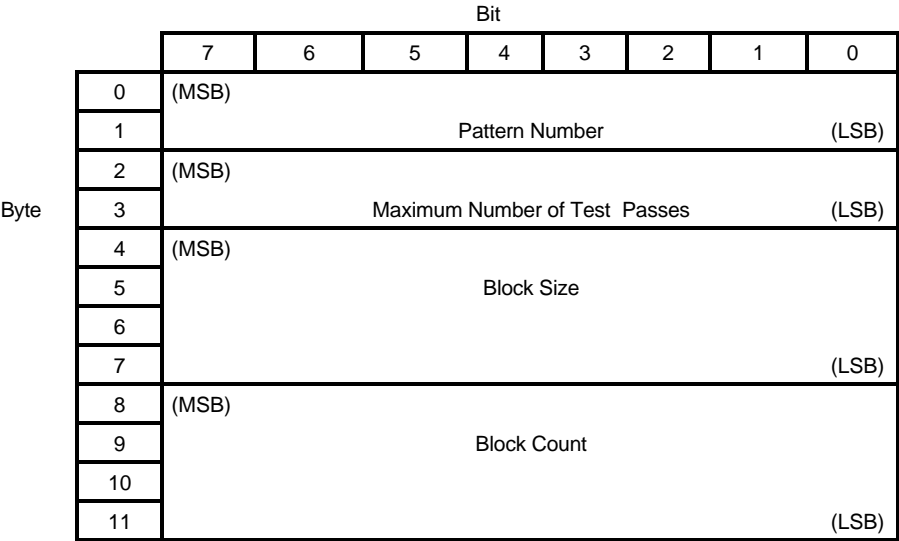 Bit
7 6 5 4 3 2 1 0
0 (MSB)
1 Pattern Number (LSB)
2 (MSB)
Byte 3 Maximum Number of Test Passes (LSB)
4 (MSB)
5 Block Size
6
7 (LSB)
8 (MSB)
9 Block Count
10
11 (LSB)